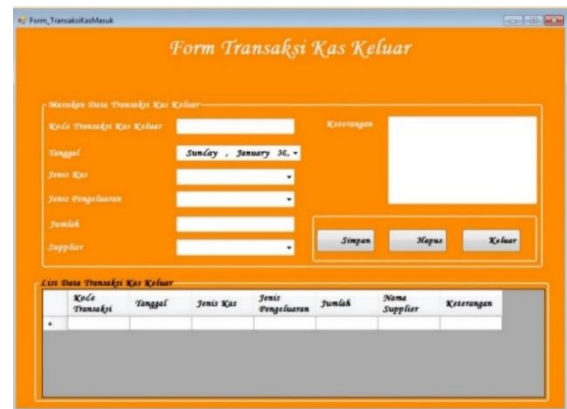 Form_TransaksiKasMasuk
Form Transaksi Kas Keluar
Masukan Data Transaksi Kas Keluar
Kode Transaksi Kas Keluar
Keterangan
Tanggal
Sunday , January 30,
Jenis Kas
Jenis Pengeluaran
Jumlah
Supplier
Simpan Hapus Keluar
List Data Transaksi Kas Keluar
Kode Transaksi Tanggal Jenis Kas Jenis Pengeluaran Jumlah Nama Supplier Keterangan